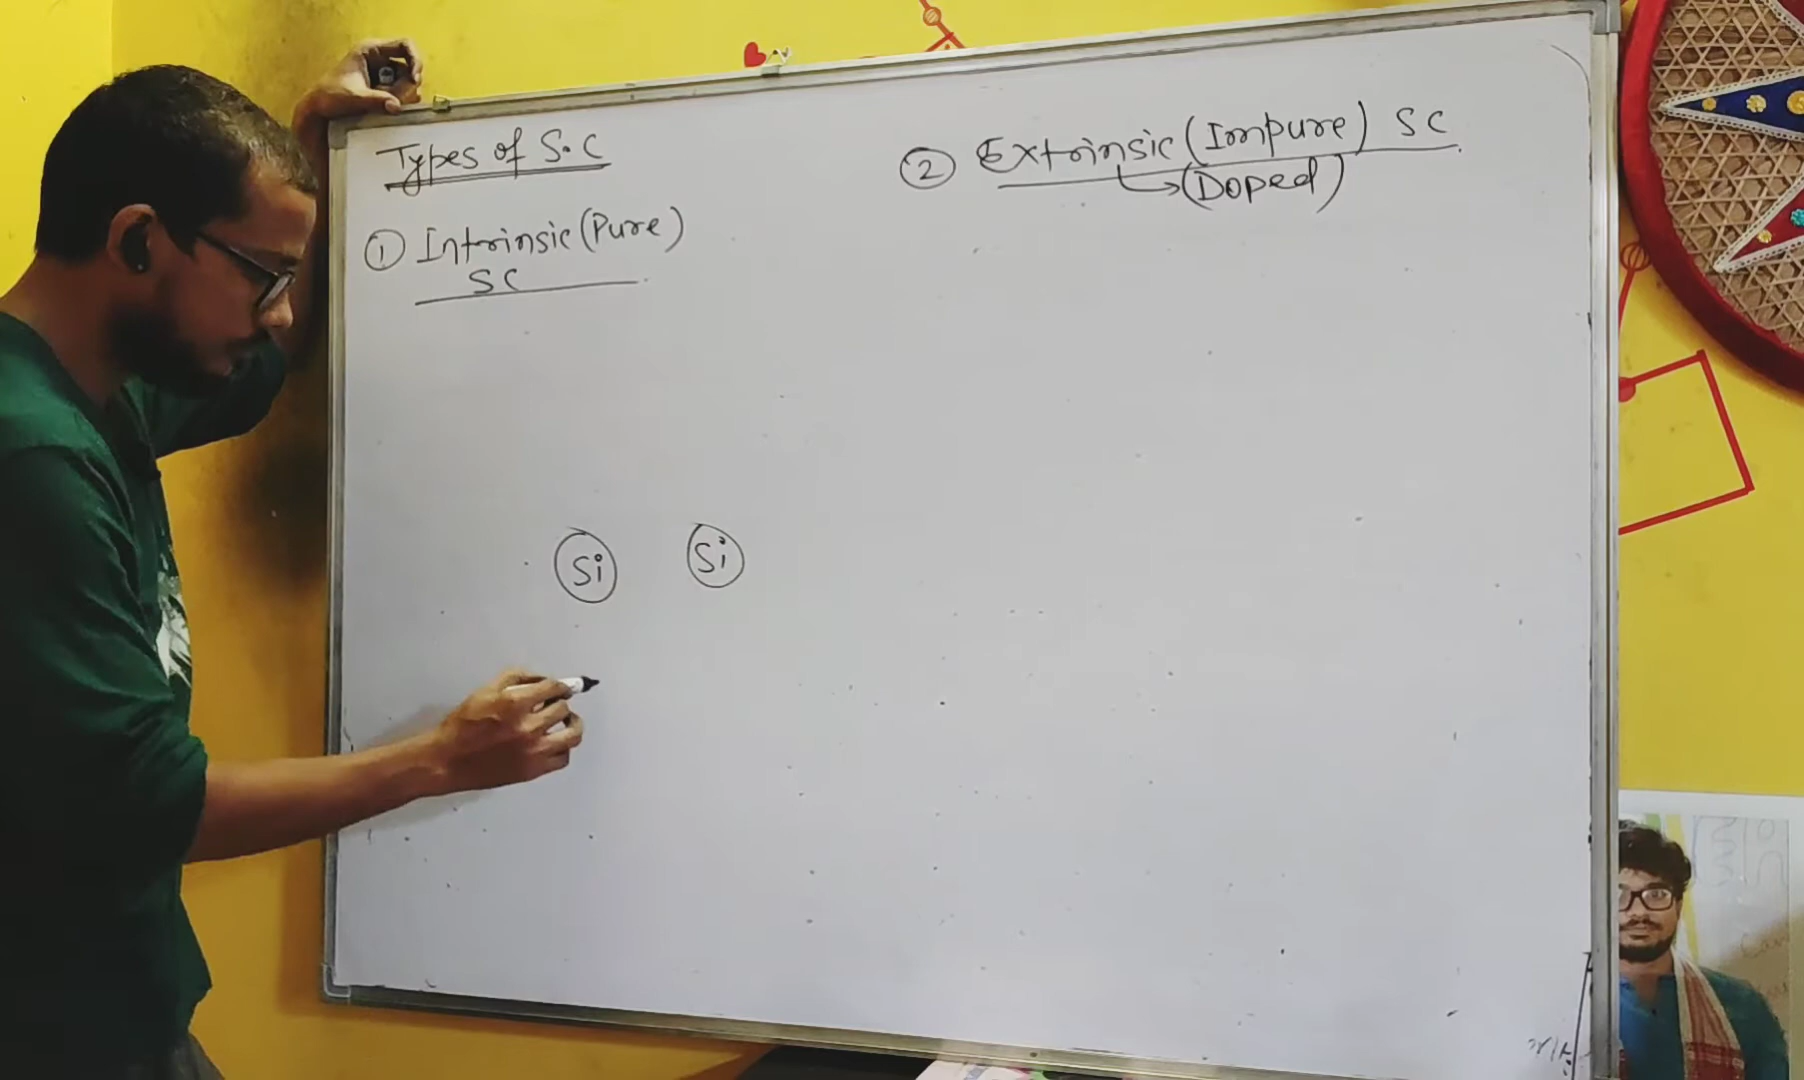 Types of S.C
① Intrinsic (Pure)
SC
② Extrinsic (Impure) SC
(Doped)
Si Si